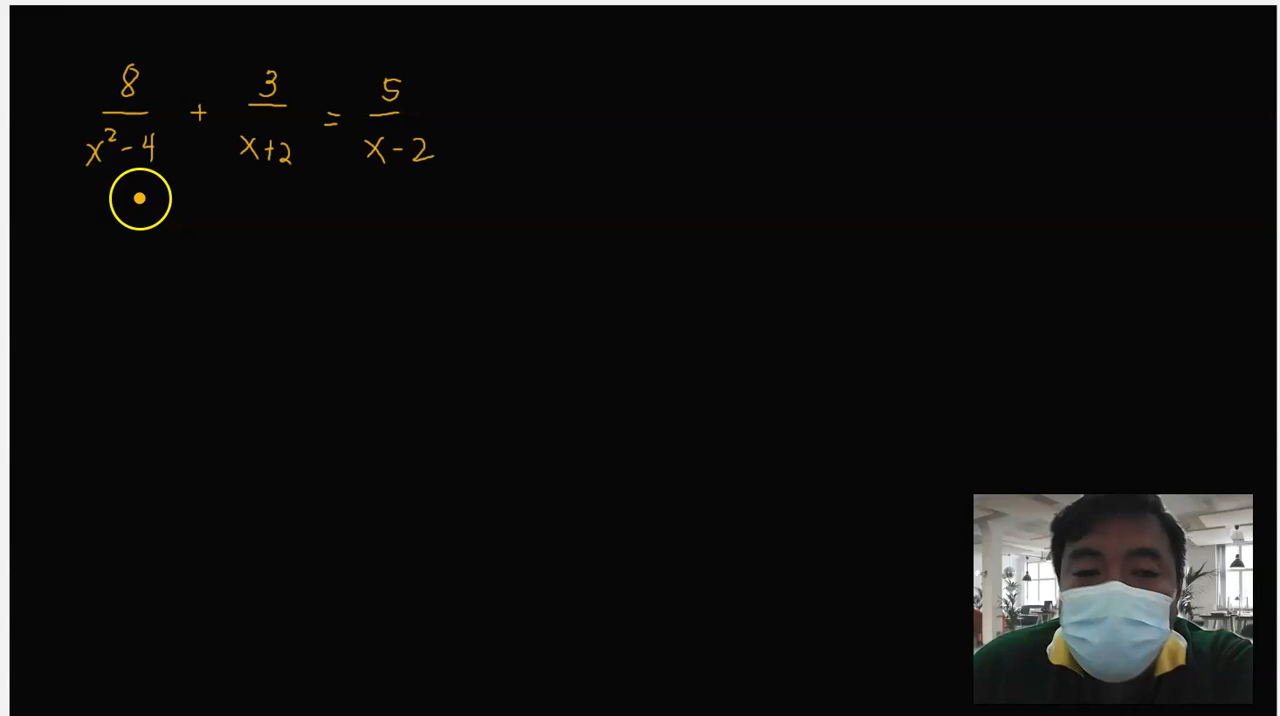 8/(x²-4) + 3/(x+2) = 5/(x-2)